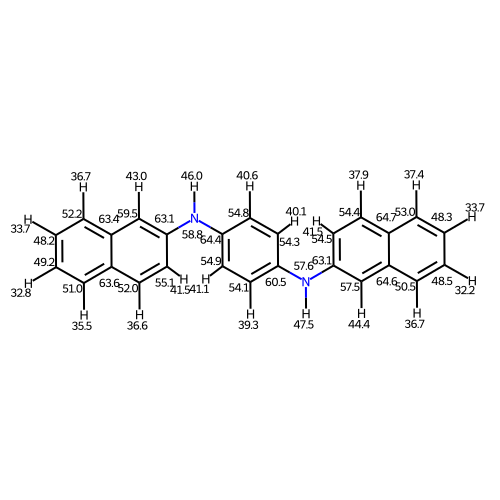 36.7 43.0 46.0 40.6 37.9 37.4
H H H H H H
33.7
H 52.2 63.4 59.5 63.1 N 54.8 40.1 H H 54.4 64.7 53.0 48.3 H
33.7 48.2 58.8 64.4 54.3 41.5 54.5
49.2 54.9 57.6 63.1 48.5
H 51.0 63.6 52.0 55.1 H H 54.1 60.5 N 57.5 64.6 50.5 H
32.8 41.5 41.1 32.2
H H H H H H
35.5 36.6 39.3 47.5 44.4 36.7